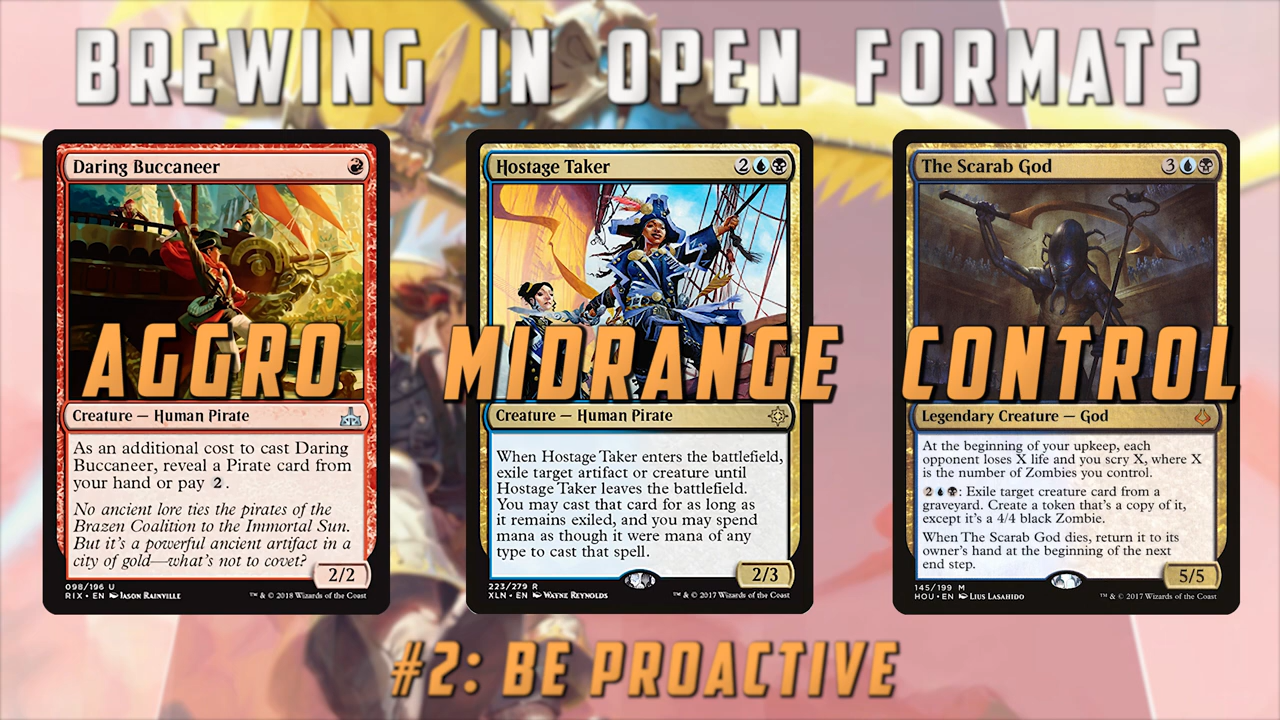 BREWING IN OPEN FORMATS
Daring Buccaneer
AGGRO
Creature — Human Pirate
As an additional cost to cast Daring
Buccaneer, reveal a Pirate card from
your hand or pay 2.
No ancient lore ties the pirates of the
Brazen Coalition to the Immortal Sun.
But it's a powerful ancient artifact in a
city of gold—what's not to covet?
2/2
098/196 U
RIX • EN JASON RAINVILLE
™ & © 2018 Wizards of the Coast
Hostage Taker 2
MIDRANGE
Creature — Human Pirate
When Hostage Taker enters the battlefield,
exile target artifact or creature until
Hostage Taker leaves the battlefield.
You may cast that card for as long as
it remains exiled, and you may spend
mana as though it were mana of any
type to cast that spell.
2/3
223/279 R
XLN • EN WAYNE REYNOLDS
™ & © 2017 Wizards of the Coast
The Scarab God 3
CONTROL
Legendary Creature — God
At the beginning of your upkeep, each
opponent loses X life and you scry X, where X
is the number of Zombies you control.
2: Exile target creature card from a
graveyard. Create a token that's a copy of it,
except it's a 4/4 black Zombie.
When The Scarab God dies, return it to its
owner's hand at the beginning of the next
end step.
5/5
145/199 M
HOU • EN LIUS LASAHIDO
™ & © 2017 Wizards of the Coast
#2: BE PROACTIVE